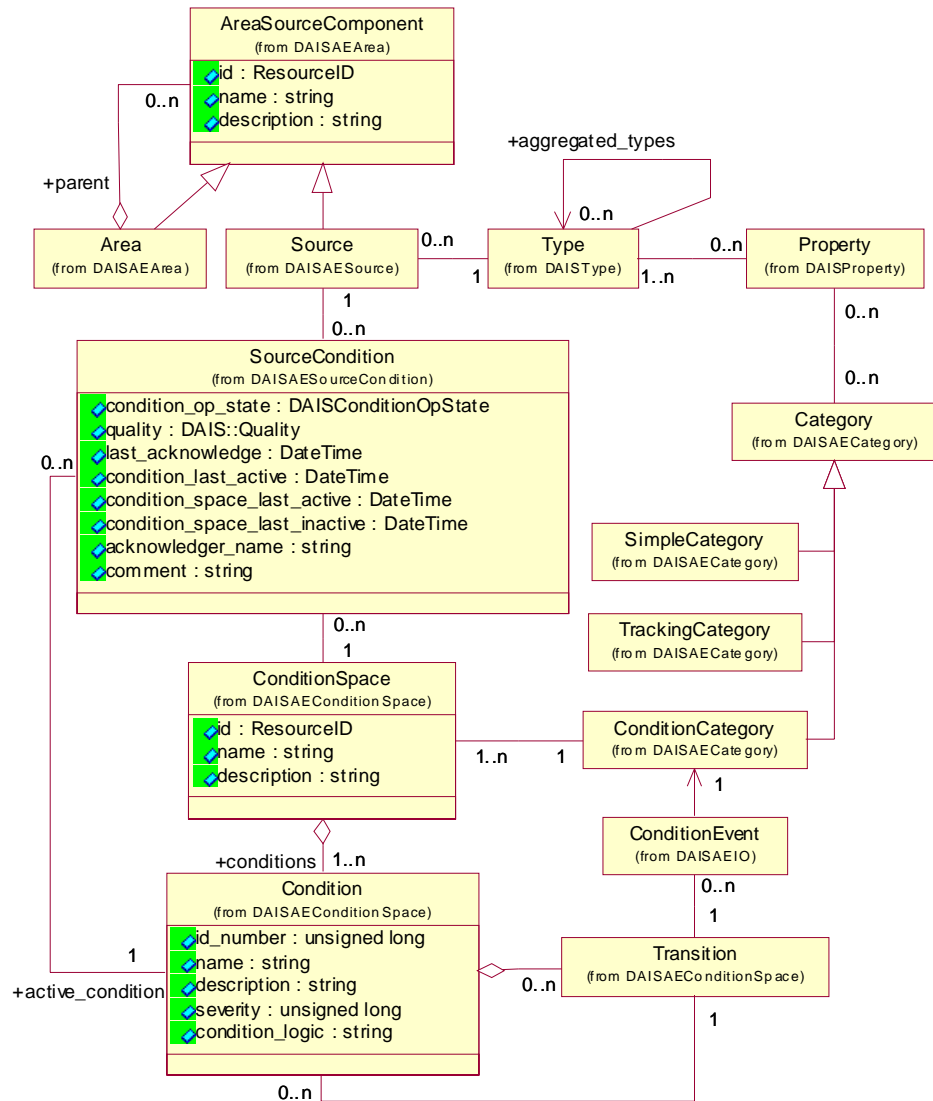 AreaSourceComponent
(from DAISAEArea)
id : ResourceID
name : string
description : string
0..n
+parent
+aggregated_types
0..n
Area
(from DAISAEArea)
Source
(from DAISAESource)
0..n
1
Type
(from DAISType)
1..n
0..n
Property
(from DAISProperty)
1
0..n
0..n
0..n
SourceCondition
(from DAISAESourceCondition)
condition_op_state : DAISConditionOpState
quality : DAIS::Quality
last_acknowledge : DateTime
condition_last_active : DateTime
condition_space_last_active : DateTime
condition_space_last_inactive : DateTime
acknowledger_name : string
comment : string
0..n
Category
(from DAISAECategory)
SimpleCategory
(from DAISAECategory)
TrackingCategory
(from DAISAECategory)
0..n
1
ConditionSpace
(from DAISAEConditionSpace)
id : ResourceID
name : string
description : string
1..n
1
ConditionCategory
(from DAISAECategory)
1
ConditionEvent
(from DAISAEIO)
0..n
1
+conditions
1..n
Condition
(from DAISAEConditionSpace)
id_number : unsigned long
name : string
description : string
severity : unsigned long
condition_logic : string
1
+active_condition
0..n
Transition
(from DAISAEConditionSpace)
1
0..n